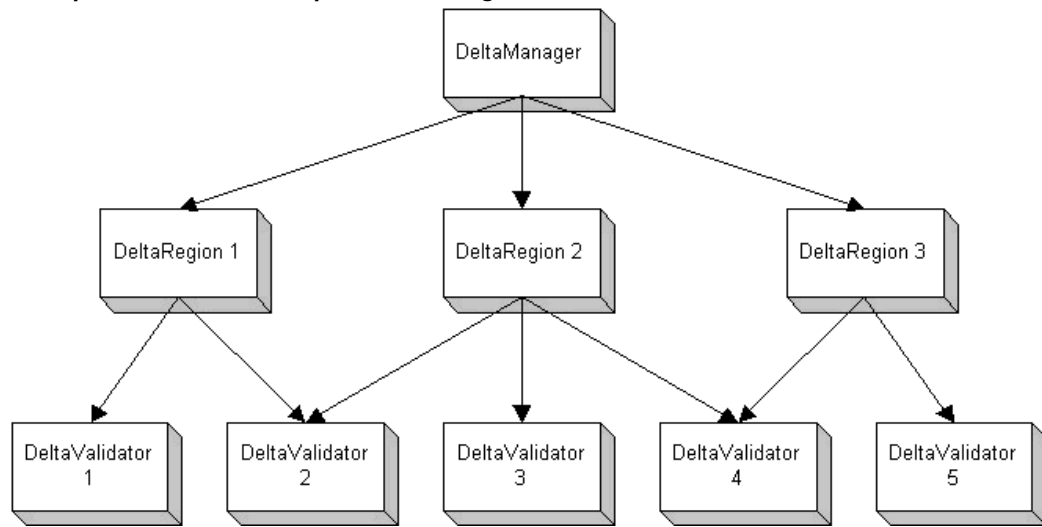 DeltaManager
DeltaRegion 1
DeltaRegion 2
DeltaRegion 3
DeltaValidator
1
DeltaValidator
2
DeltaValidator
3
DeltaValidator
4
DeltaValidator
5